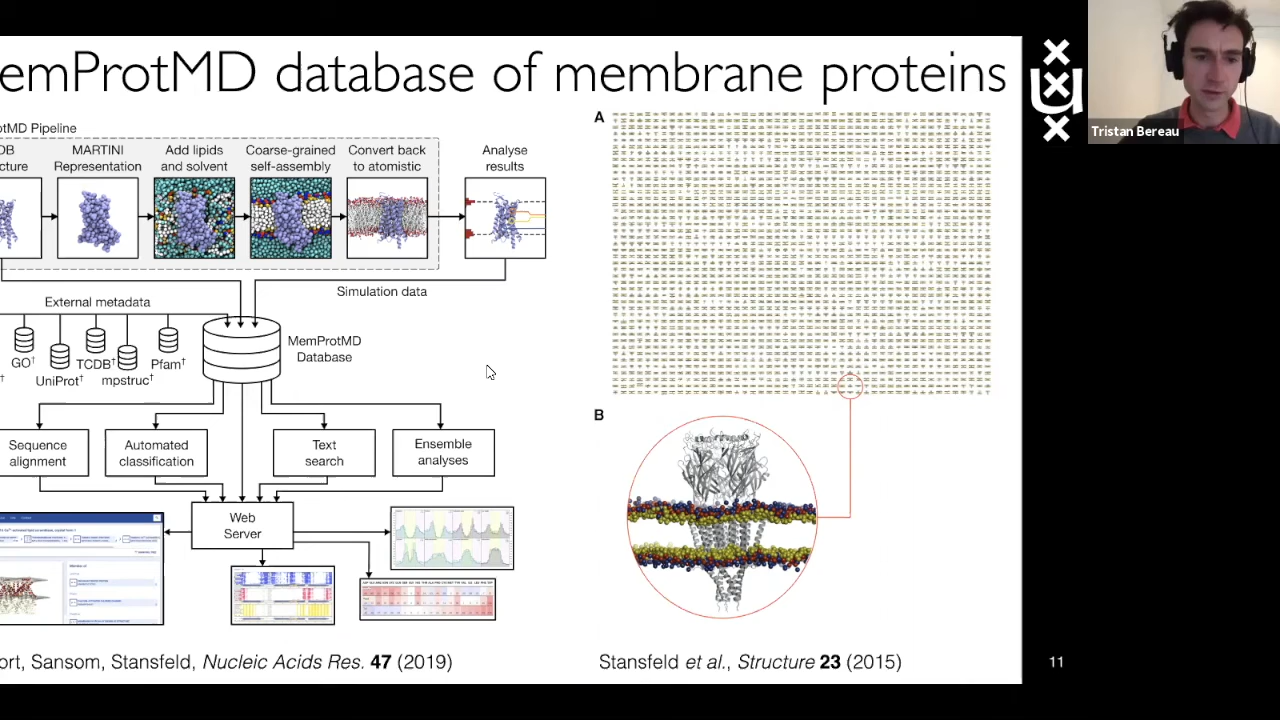 emProtMD database of membrane proteins
Tristan Bereau
otMD Pipeline
DB
cture
MARTINI
Representation
Add lipids
and solvent
Coarse-grained
self-assembly
Convert back
to atomistic
Analyse
results
A
External metadata
Simulation data
GO†
UniProt†
TCDB†
mpstruc†
Pfam†
MemProtMD
Database
Sequence
alignment
Automated
classification
Text
search
Ensemble
analyses
B
Web
Server
ort, Sansom, Stansfeld, Nucleic Acids Res. 47 (2019)
Stansfeld et al., Structure 23 (2015)
11